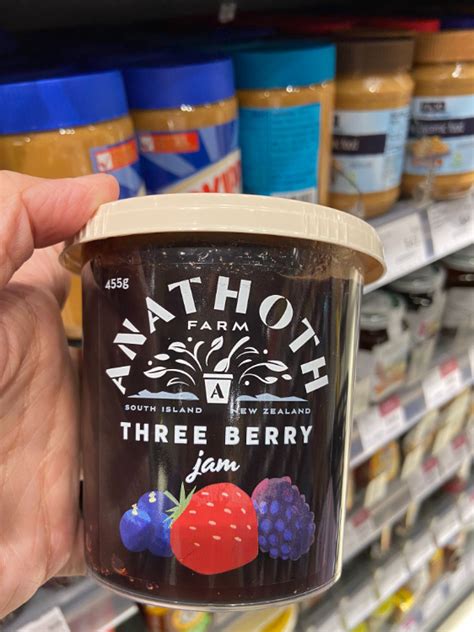 455g
ANATHOTH
FARM
A
SOUTH ISLAND NEW ZEALAND
THREE BERRY
jam